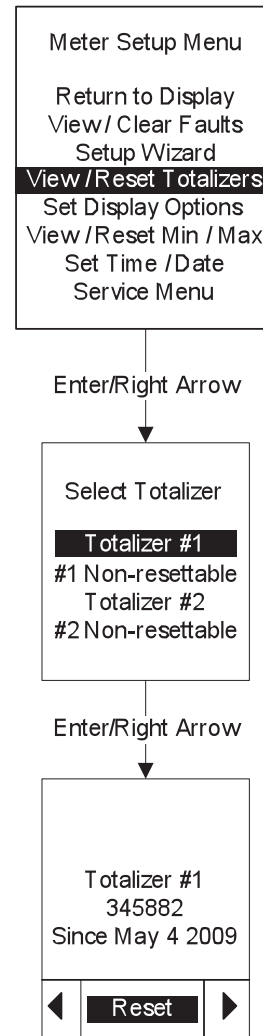 Meter Setup Menu
Return to Display
View / Clear Faults
Setup Wizard
View / Reset Totalizers
Set Display Options
View / Reset Min / Max
Set Time / Date
Service Menu
Enter/Right Arrow
Select Totalizer
Totalizer #1
#1 Non-resettable
Totalizer #2
#2 Non-resettable
Enter/Right Arrow
Totalizer #1
345882
Since May 4 2009
Reset